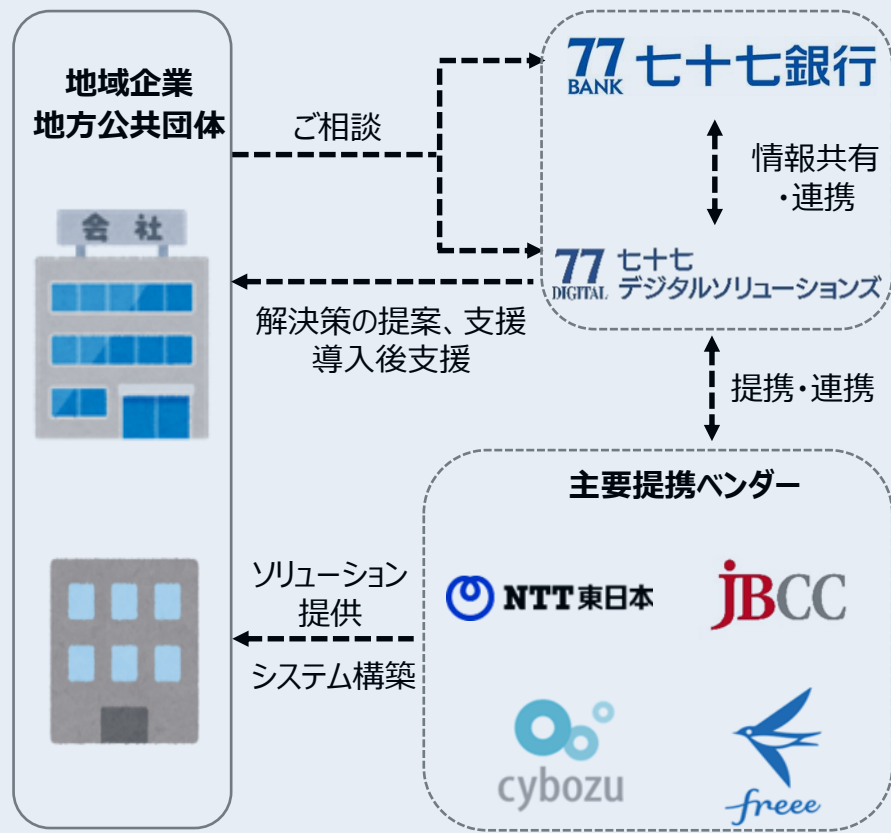 地域企業
地方公共団体
会社
ご相談
77
BANK
七十七銀行
情報共有
・連携
77
DIGITAL
七十七
デジタルソリューションズ
解決策の提案、支援
導入後支援
提携・連携
主要提携ベンダー
ソリューション
提供
システム構築
NTT東日本
JBCC
cybozu
freee